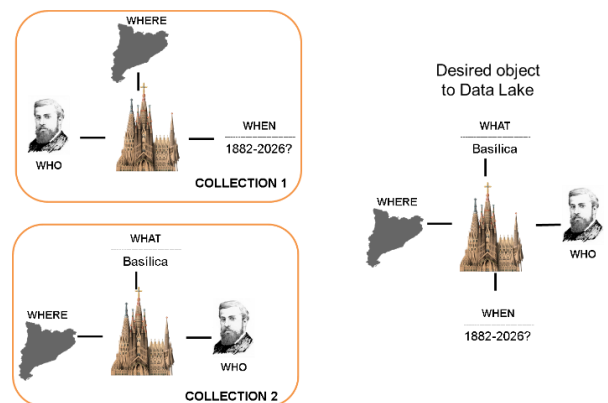 WHERE
WHO
WHEN
1882-2026?
COLLECTION 1
WHAT
Basílica
WHERE
WHO
COLLECTION 2
Desired object
to Data Lake
WHAT
Basílica
WHERE
WHO
WHEN
1882-2026?